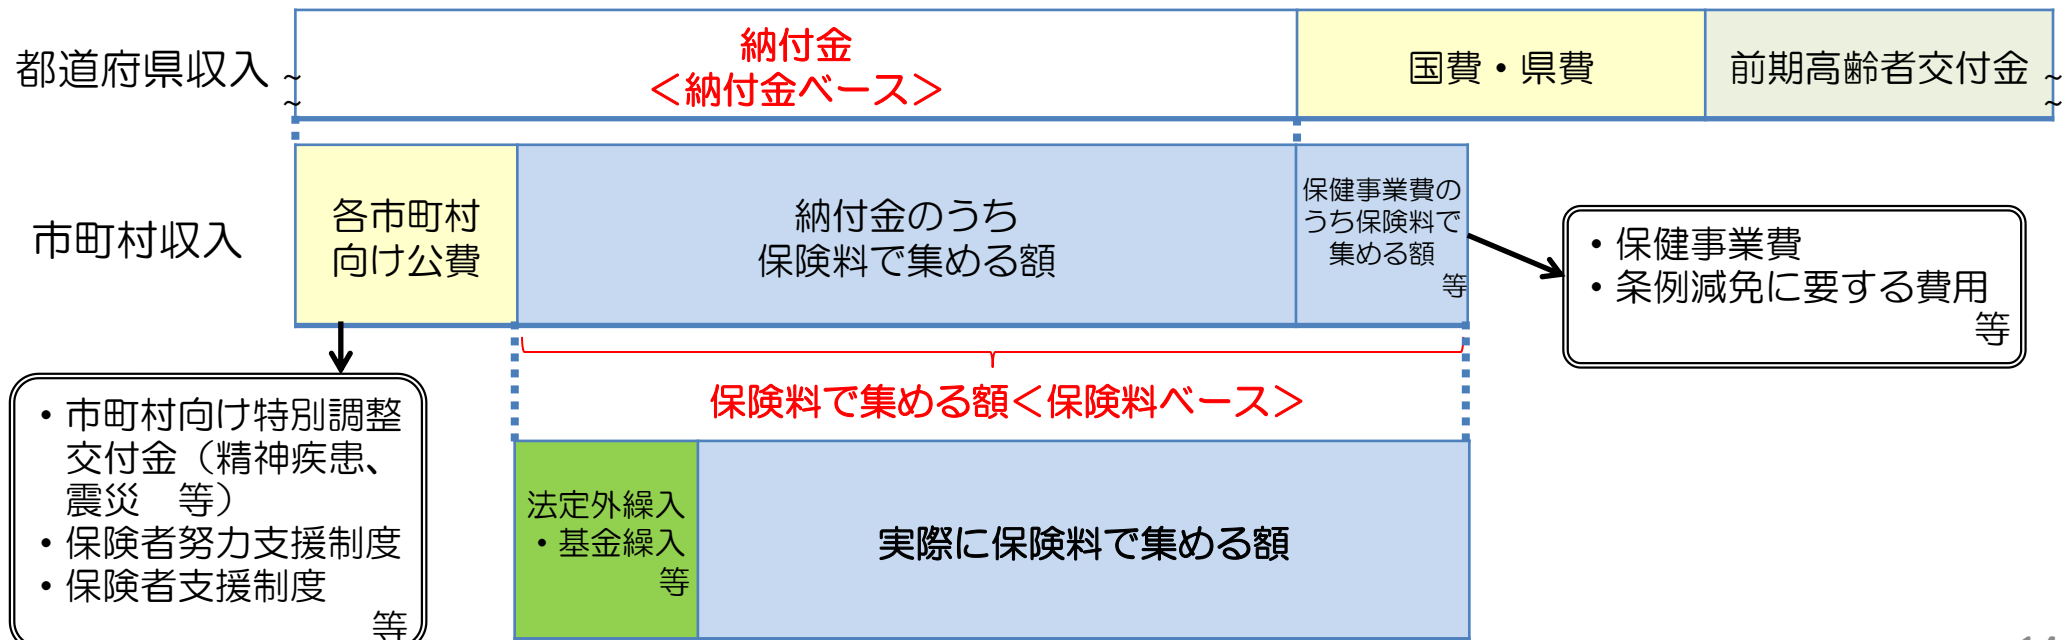 都道府県収入
~
~
納付金
＜納付金ベース＞
国費・県費
前期高齢者交付金
~
~
市町村収入
各市町村
向け公費
納付金のうち
保険料で集める額
保健事業費の
うち保険料で
集める額
等
・保健事業費
・条例減免に要する費用
等
保険料で集める額＜保険料ベース＞
・市町村向け特別調整
交付金（精神疾患、
震災　等）
・保険者努力支援制度
・保険者支援制度
等
法定外繰入
・基金繰入
等
実際に保険料で集める額